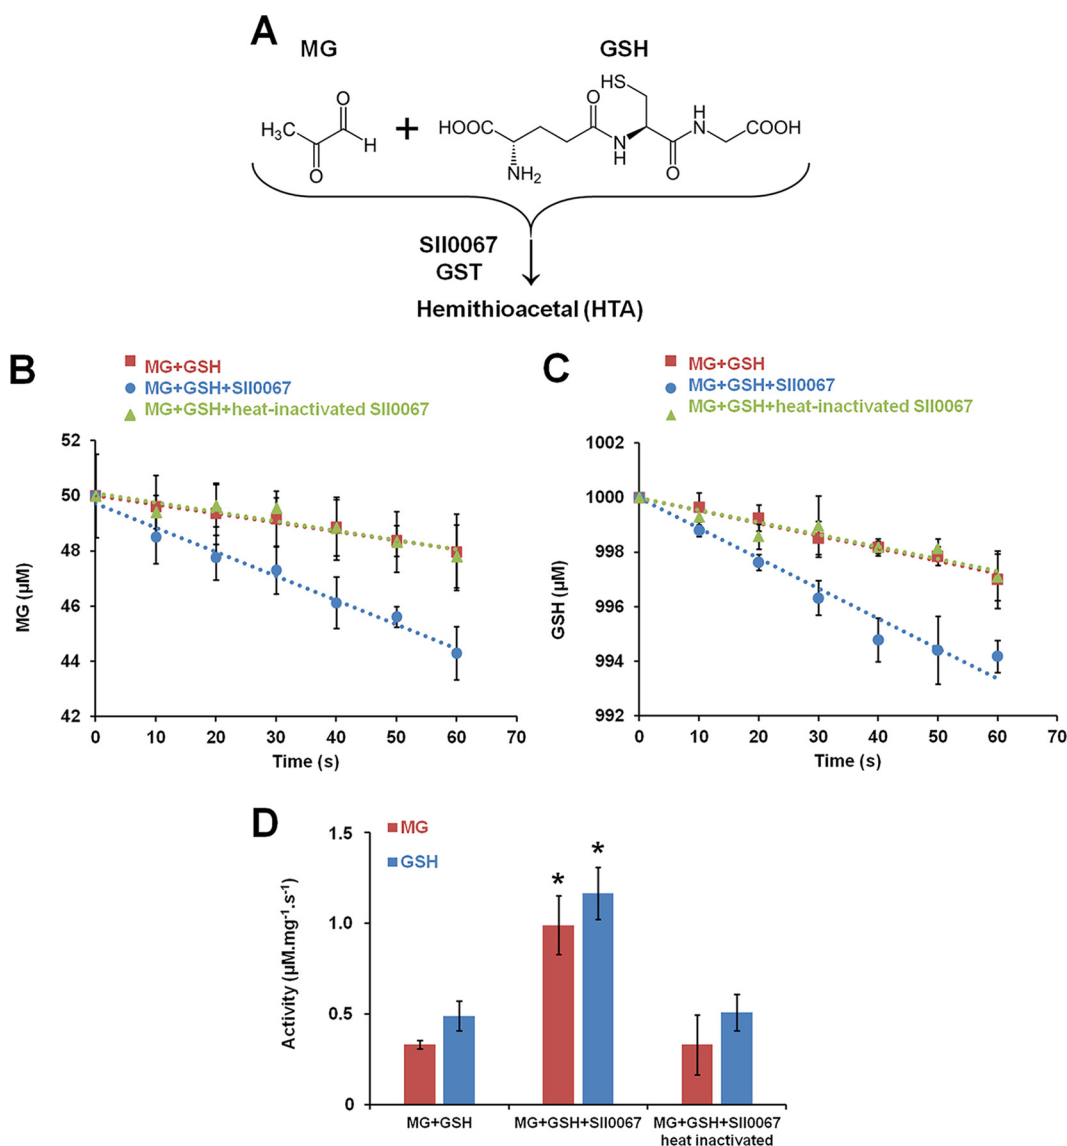 A
MG
GSH
H₃C
O
O
H
+
HOOC
NH₂
O
N
H
HS
O
H
N
COOH
Sll0067
GST
Hemithioacetal (HTA)
B
MG+GSH
MG+GSH+Sll0067
MG+GSH+heat-inactivated Sll0067
52
50
48
46
44
42
MG (µM)
0 10 20 30 40 50 60 70
Time (s)
C
MG+GSH
MG+GSH+Sll0067
MG+GSH+heat-inactivated Sll0067
1002
1000
998
996
994
992
GSH (µM)
0 10 20 30 40 50 60 70
Time (s)
D
MG
GSH
1.5
1.0
0.5
0
Activity (µM.mg⁻¹.s⁻¹)
* *
MG+GSH
MG+GSH+Sll0067
MG+GSH+Sll0067
heat inactivated